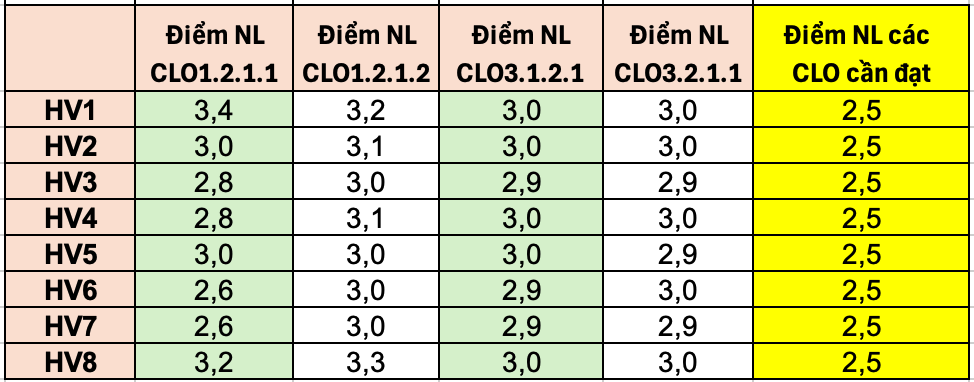 Điểm NL CLO1.2.1.1 Điểm NL CLO1.2.1.2 Điểm NL CLO3.1.2.1 Điểm NL CLO3.2.1.1 Điểm NL các CLO cần đạt
HV1 3,4 3,2 3,0 3,0 2,5
HV2 3,0 3,1 3,0 3,0 2,5
HV3 2,8 3,0 2,9 2,9 2,5
HV4 2,8 3,1 3,0 3,0 2,5
HV5 3,0 3,0 3,0 2,9 2,5
HV6 2,6 3,0 2,9 3,0 2,5
HV7 2,6 3,0 2,9 2,9 2,5
HV8 3,2 3,3 3,0 3,0 2,5